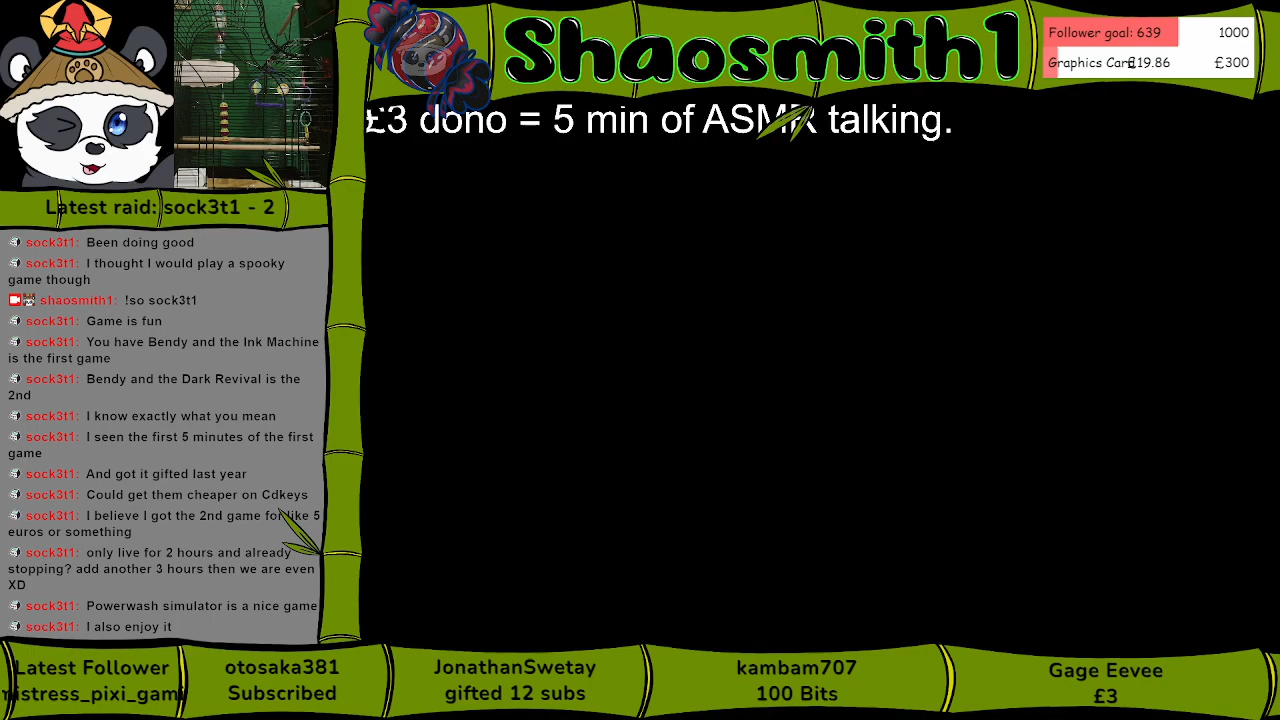 Shaosmith1
Follower goal: 639 1000
Graphics Card £19.86 £300
£3 dono = 5 min of ASMR talking.
Latest raid: sock3t1 - 2
sock3t1: Been doing good
sock3t1: I thought I would play a spooky
game though
shaosmith1: !so sock3t1
sock3t1: Game is fun
sock3t1: You have Bendy and the Ink Machine
is the first game
sock3t1: Bendy and the Dark Revival is the
2nd
sock3t1: I know exactly what you mean
sock3t1: I seen the first 5 minutes of the first
game
sock3t1: And got it gifted last year
sock3t1: Could get them cheaper on Cdkeys
sock3t1: I believe I got the 2nd game for like 5
euros or something
sock3t1: only live for 2 hours and already
stopping? add another 3 hours then we are even
XD
sock3t1: Powerwash simulator is a nice game
sock3t1: I also enjoy it
Latest Follower
mistress_pixi_gami
otosaka381
Subscribed
JonathanSwetay
gifted 12 subs
kambam707
100 Bits
Gage Eevee
£3